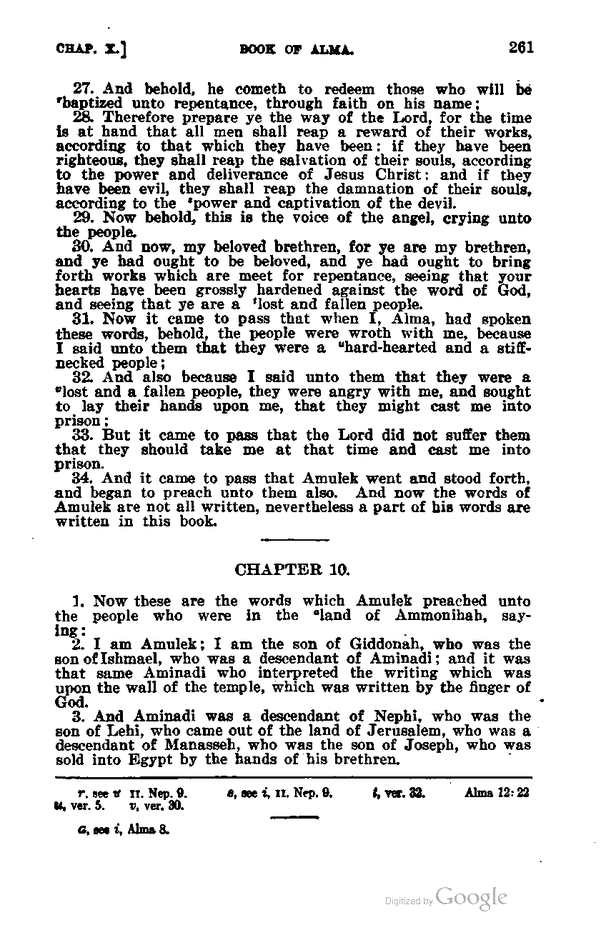 CHAP. X.] BOOK OF ALMA. 261
27. And behold, he cometh to redeem those who will be
ʳbaptized unto repentance, through faith on his name;
28. Therefore prepare ye the way of the Lord, for the time
is at hand that all men shall reap a reward of their works,
according to that which they have been: if they have been
righteous, they shall reap the salvation of their souls, according
to the power and deliverance of Jesus Christ: and if they
have been evil, they shall reap the damnation of their souls,
according to the ˢpower and captivation of the devil.
29. Now behold, this is the voice of the angel, crying unto
the people.
30. And now, my beloved brethren, for ye are my brethren,
and ye had ought to be beloved, and ye had ought to bring
forth works which are meet for repentance, seeing that your
hearts have been grossly hardened against the word of God,
and seeing that ye are a ᵗlost and fallen people.
31. Now it came to pass that when I, Alma, had spoken
these words, behold, the people were wroth with me, because
I said unto them that they were a ᵘhard-hearted and a stiff-
necked people;
32. And also because I said unto them that they were a
ᵛlost and a fallen people, they were angry with me, and sought
to lay their hands upon me, that they might cast me into
prison;
33. But it came to pass that the Lord did not suffer them
that they should take me at that time and cast me into
prison.
34. And it came to pass that Amulek went and stood forth,
and began to preach unto them also. And now the words of
Amulek are not all written, nevertheless a part of his words are
written in this book.
CHAPTER 10.
1. Now these are the words which Amulek preached unto
the people who were in the ᵃland of Ammonihah, say-
ing:
2. I am Amulek; I am the son of Giddonah, who was the
son of Ishmael, who was a descendant of Aminadi; and it was
that same Aminadi who interpreted the writing which was
upon the wall of the temple, which was written by the finger of
God.
3. And Aminadi was a descendant of Nephi, who was the
son of Lehi, who came out of the land of Jerusalem, who was a
descendant of Manasseh, who was the son of Joseph, who was
sold into Egypt by the hands of his brethren.
r, see u II. Nep. 9. s, see i, II. Nep. 9. t, ver. 32. Alma 12:22
u, ver. 5. v, ver. 30.
a, see i, Alma 8.
Digitized by Google